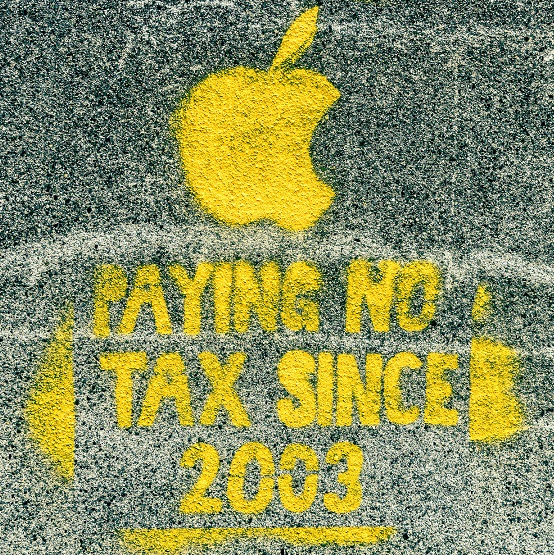 PAYING NO
TAX SINCE
2003